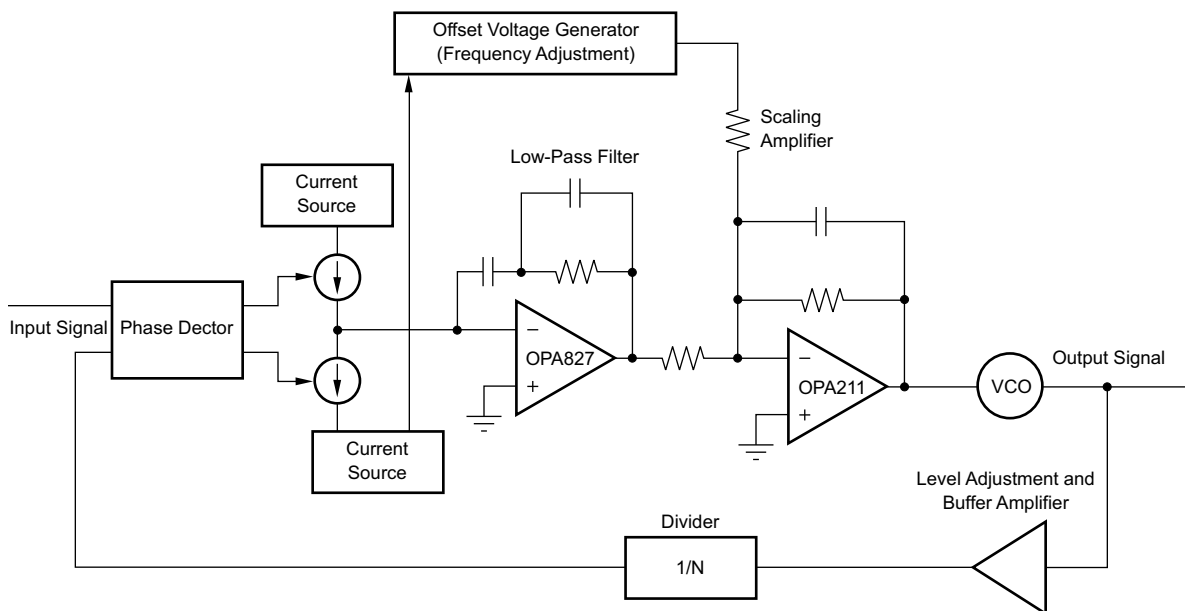 Offset Voltage Generator
(Frequency Adjustment)
Scaling
Amplifier
Low-Pass Filter
Current
Source
Input Signal
Phase Dector
−
OPA827
+
−
OPA211
+
VCO
Output Signal
Current
Source
Level Adjustment and
Buffer Amplifier
Divider
1/N